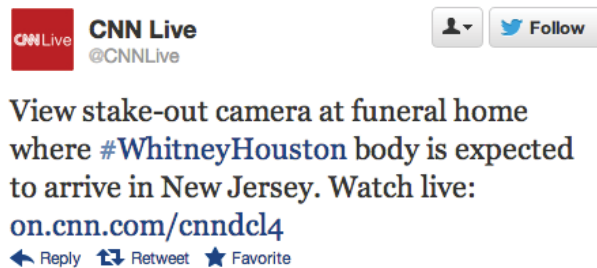 CNN Live
CNN Live
Follow
@CNNLive
View stake-out camera at funeral home
where #WhitneyHouston body is expected
to arrive in New Jersey. Watch live:
on.cnn.com/cnndcl4
Reply Retweet Favorite